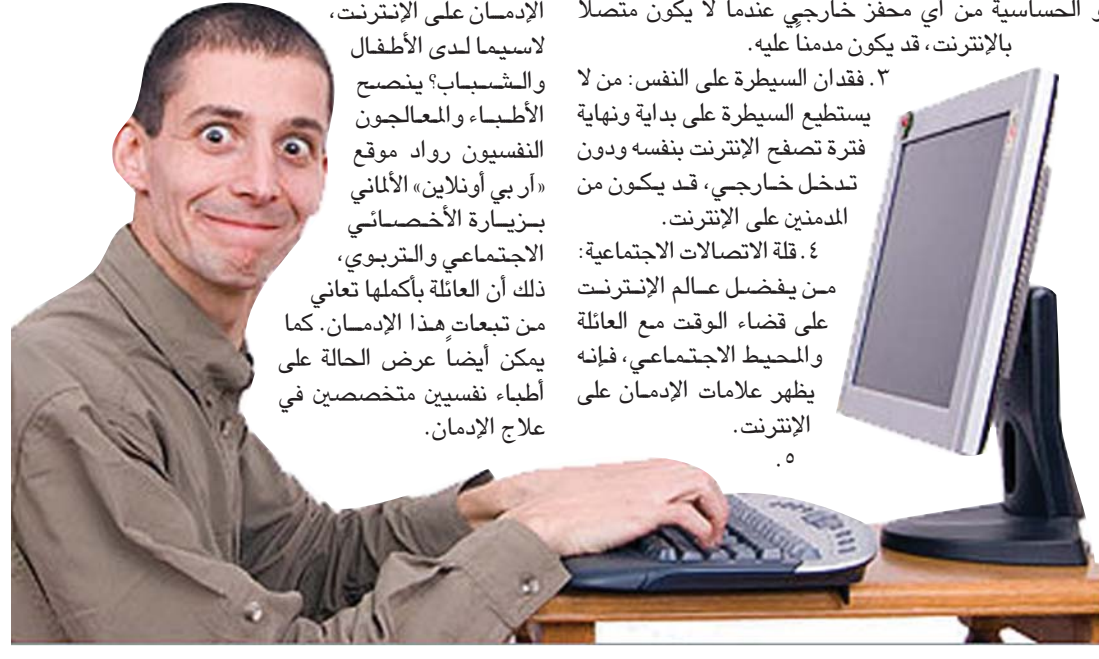 و الحساسية من أي محفز خارجي عندما لا يكون متصلاً
بالإنترنت، قد يكون مدمناً عليه.
٣. فقدان السيطرة على النفس: من لا
يستطيع السيطرة على بداية ونهاية
فترة تصفح الإنترنت بنفسه ودون
تدخل خارجي، قد يكون من
المدمنين على الإنترنت.
٤. قلة الاتصالات الاجتماعية:
من يفضل عالم الإنترنت
على قضاء الوقت مع العائلة
والمحيط الاجتماعي، فإنه
يظهر علامات الإدمان على
الإنترنت.
٥.
الإدمان على الإنترنت،
لاسيما لدى الأطفال
والشباب؟ ينصح
الأطباء والمعالجون
النفسيون رواد موقع
«آر بي أونلاين» الألماني
بزيارة الأخصائي
الاجتماعي والتربوي،
ذلك أن العائلة بأكملها تعاني
من تبعات هذا الإدمان. كما
يمكن أيضاً عرض الحالة على
أطباء نفسيين متخصصين في
علاج الإدمان.